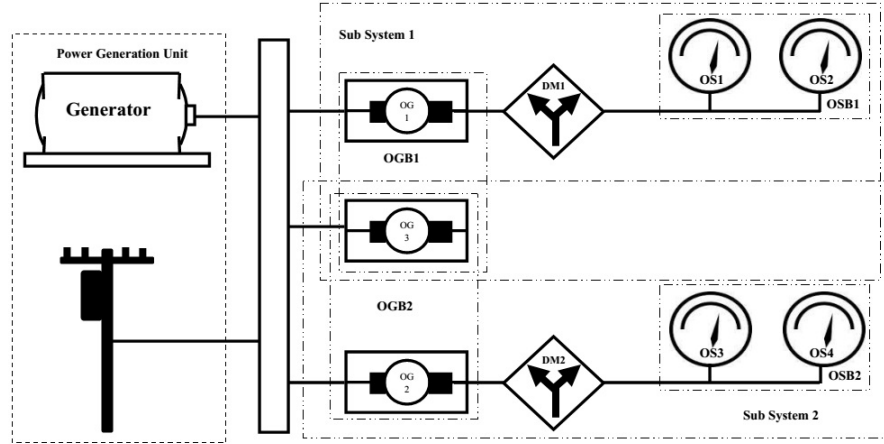 Power Generation Unit
Generator
Sub System 1
OG
1
DM1
OS1
OS2
OSB1
OGB1
OG
3
OGB2
OG
2
DM2
OS3
OS4
OSB2
Sub System 2